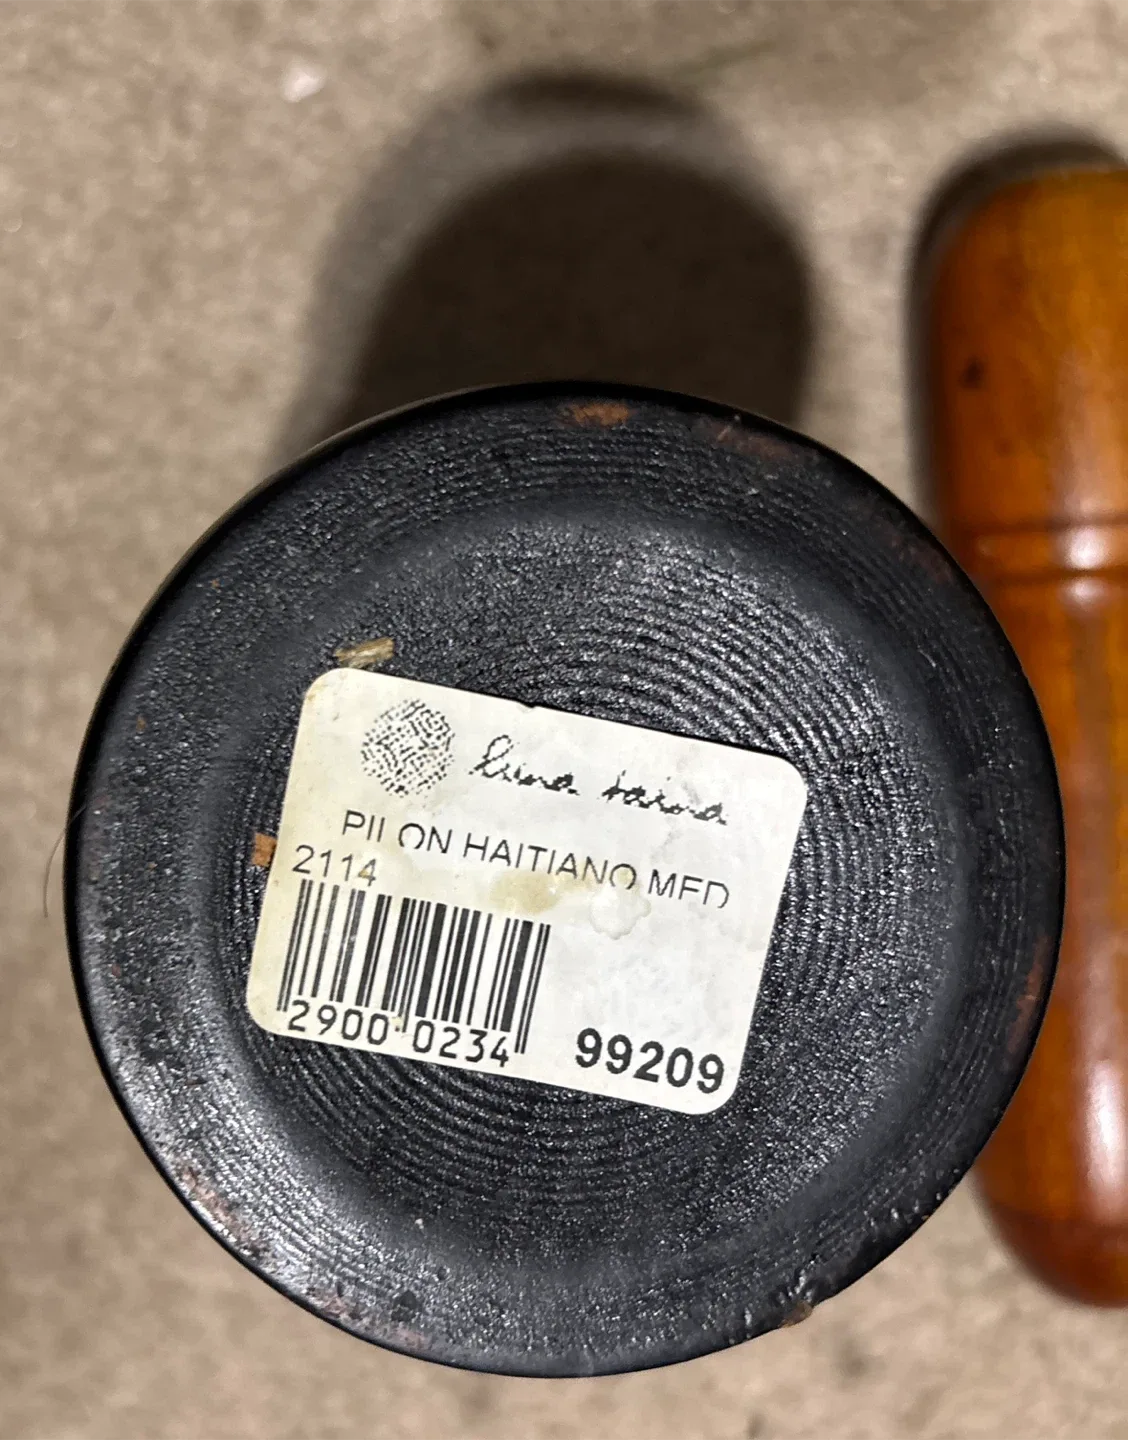 luna taina
PILON HAITIANO MED
2114
2900 0234
99209